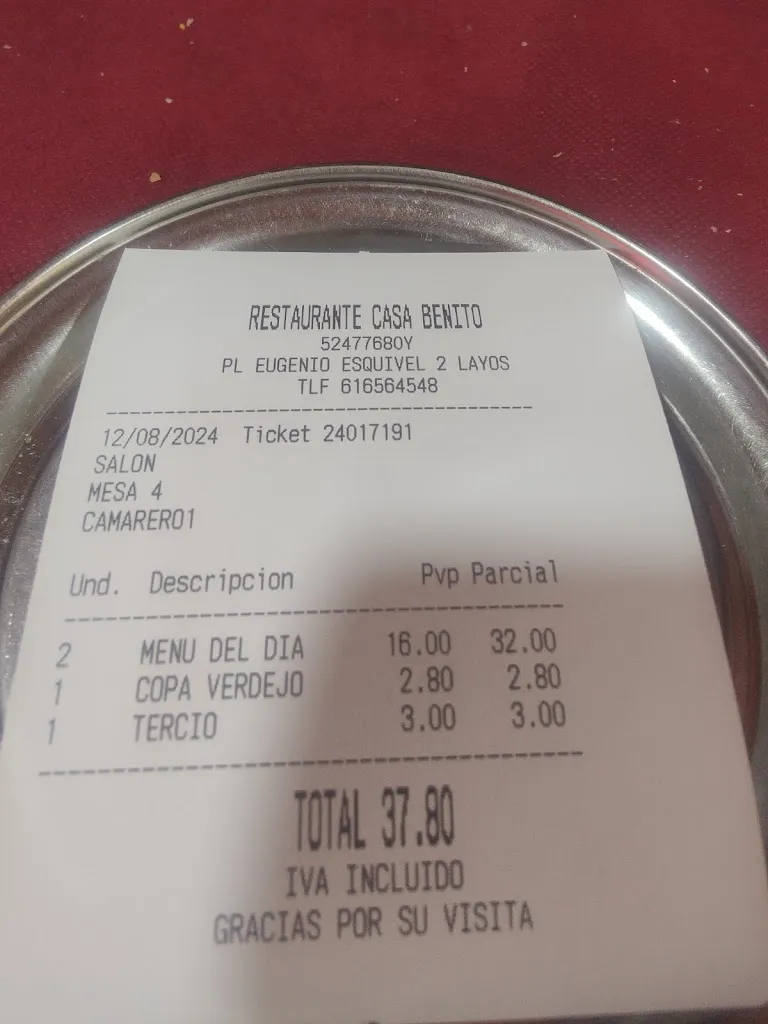 RESTAURANTE CASA BENITO
52477680Y
PL EUGENIO ESQUIVEL 2 LAYOS
TLF 616564548
12/08/2024 Ticket 24017191
SALON
MESA 4
CAMARERO1
Und. Descripcion Pvp Parcial
2 MENU DEL DIA 16.00 32.00
1 COPA VERDEJO 2.80 2.80
1 TERCIO 3.00 3.00
TOTAL 37.80
IVA INCLUIDO
GRACIAS POR SU VISITA